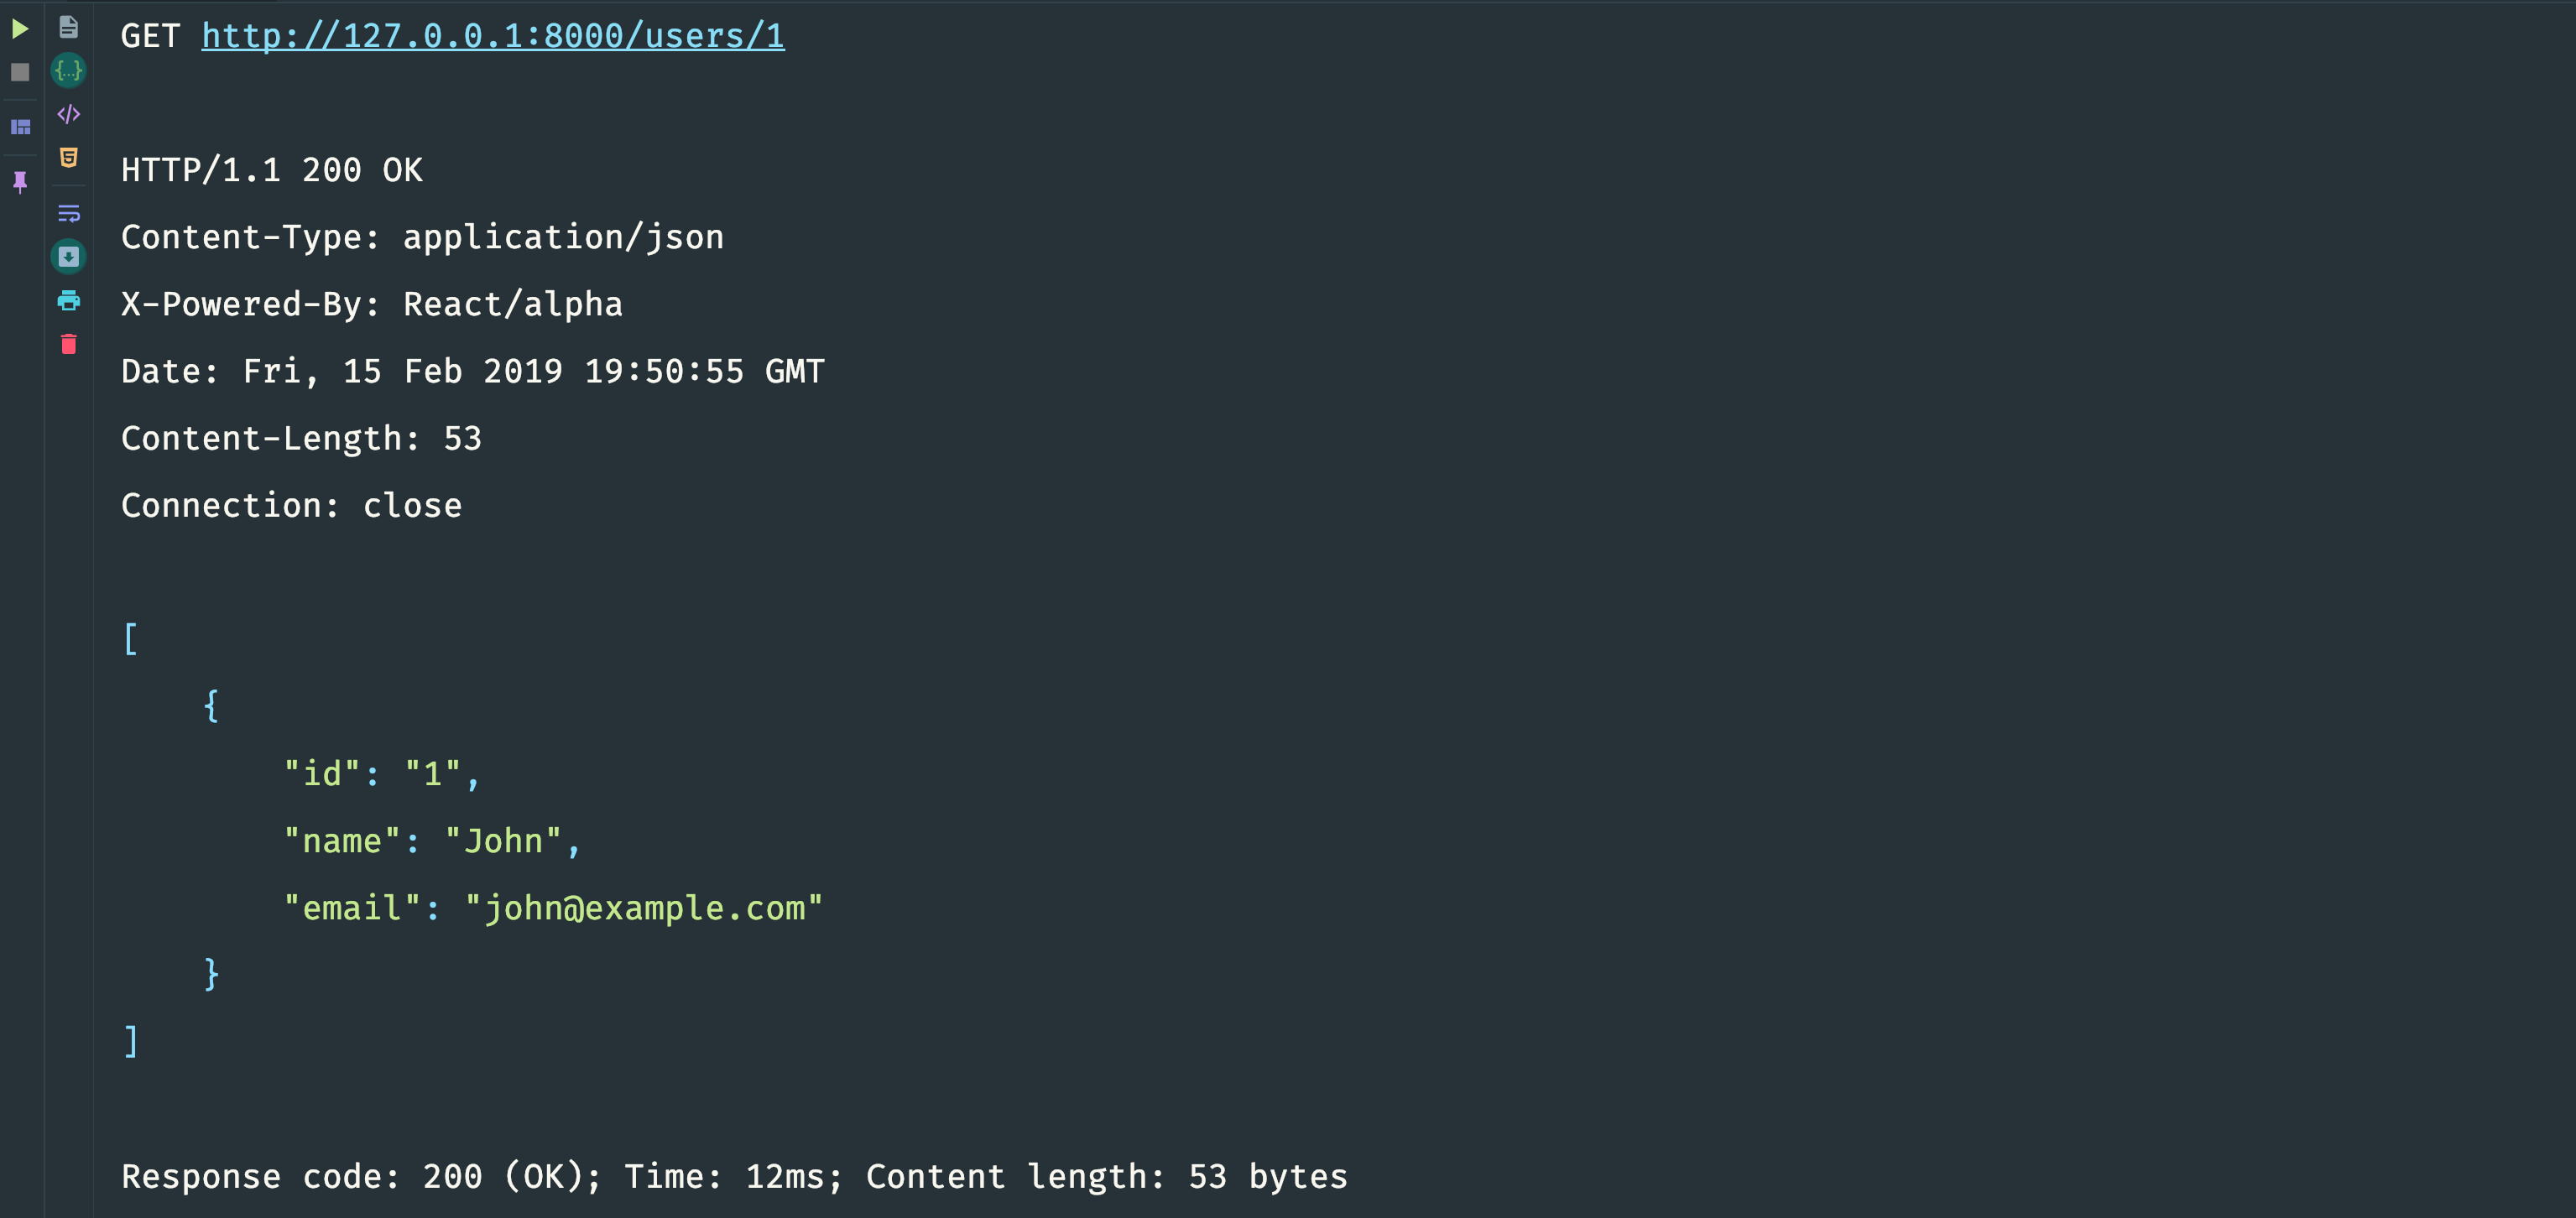 GET http://127.0.0.1:8000/users/1
HTTP/1.1 200 OK
Content-Type: application/json
X-Powered-By: React/alpha
Date: Fri, 15 Feb 2019 19:50:55 GMT
Content-Length: 53
Connection: close
[
    {
        "id": "1",
        "name": "John",
        "email": "john@example.com"
    }
]
Response code: 200 (OK); Time: 12ms; Content length: 53 bytes